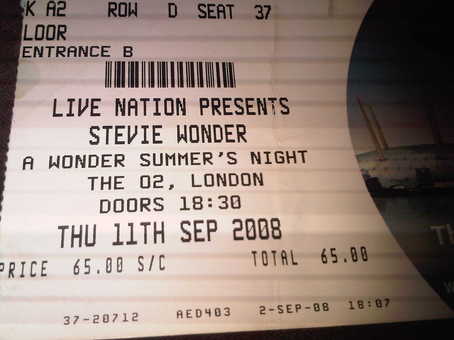 K A2 ROW D SEAT 37
LOOR
ENTRANCE B
LIVE NATION PRESENTS
STEVIE WONDER
A WONDER SUMMER'S NIGHT
THE O2, LONDON
DOORS 18:30
THU 11TH SEP 2008
PRICE 65.00 S/C TOTAL 65.00
37-20712 AED403 2-SEP-08 18:07